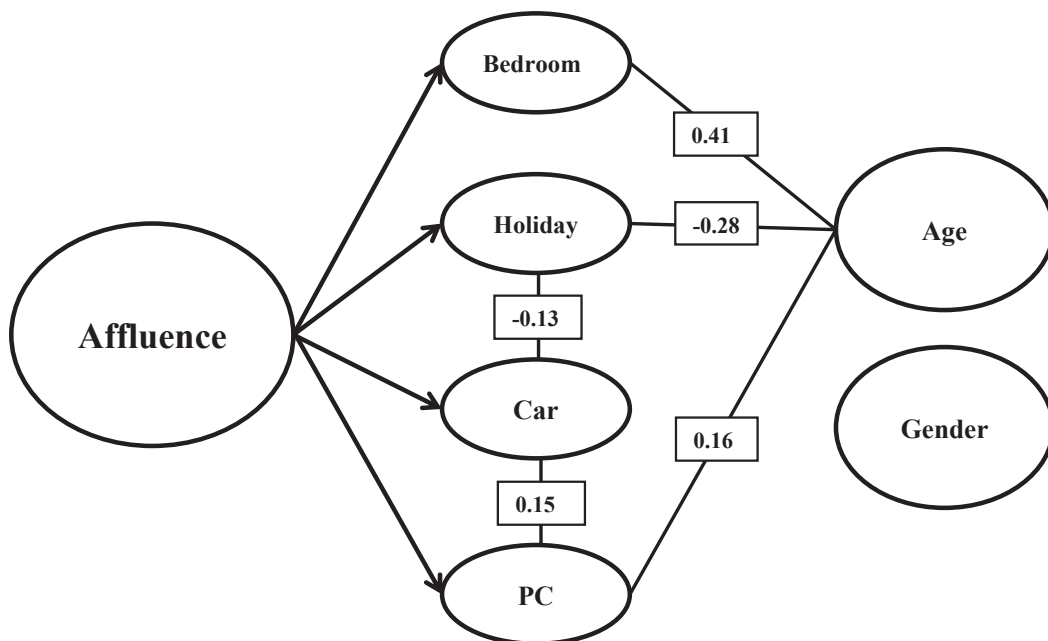 Bedroom
0.41
Holiday
-0.28
Age
-0.13
Affluence
Car
0.16
Gender
0.15
PC